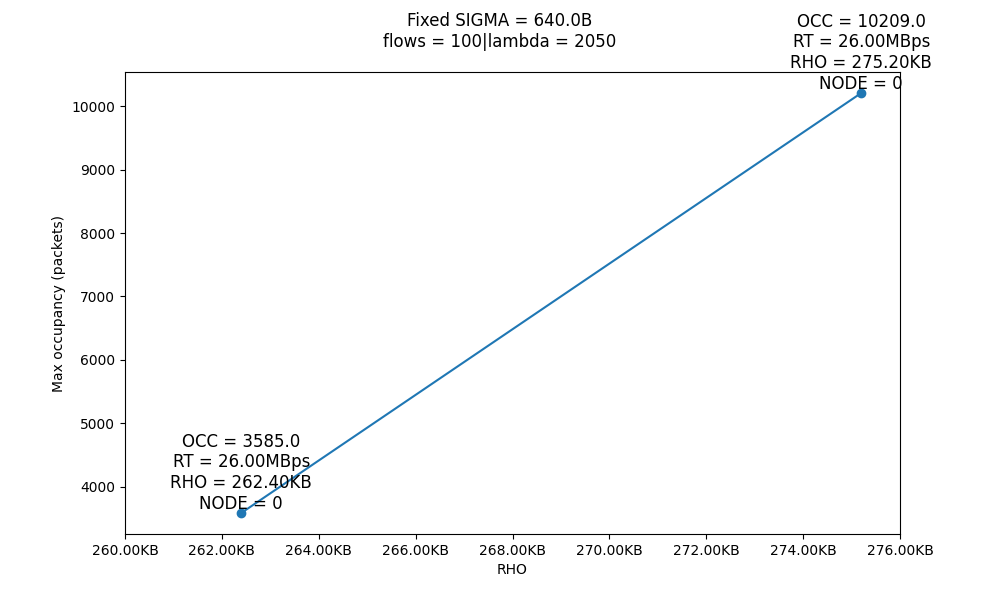 Fixed SIGMA = 640.0B
flows = 100|lambda = 2050
OCC = 10209.0
RT = 26.00MBps
RHO = 275.20KB
NODE = 0
10000
9000
8000
7000
6000
5000
4000
Max occupancy (packets)
OCC = 3585.0
RT = 26.00MBps
RHO = 262.40KB
NODE = 0
260.00KB
262.00KB
264.00KB
266.00KB
268.00KB
270.00KB
272.00KB
274.00KB
276.00KB
RHO